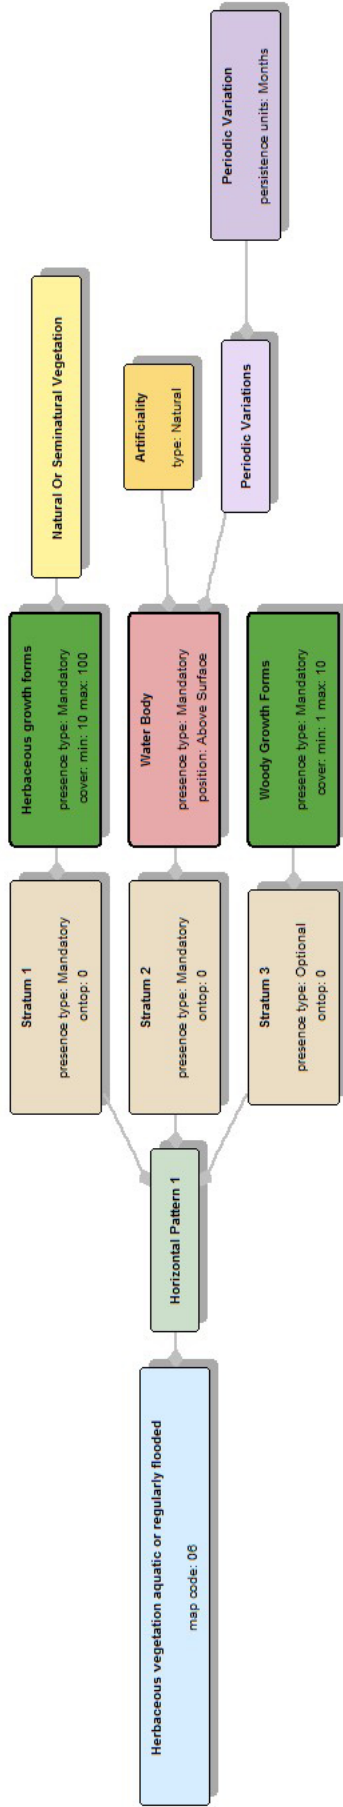 Herbaceous vegetation aquatic or regularly flooded
map code: 06
Horizontal Pattern 1
Stratum 1
presence type: Mandatory
ontop: 0
Stratum 2
presence type: Mandatory
ontop: 0
Stratum 3
presence type: Optional
ontop: 0
Herbaceous growth forms
presence type: Mandatory
cover: min: 10 max: 100
Water Body
presence type: Mandatory
position: Above Surface
Woody Growth Forms
presence type: Mandatory
cover: min: 1 max: 10
Natural Or Seminatural Vegetation
Artificiality
type: Natural
Periodic Variations
Periodic Variation
persistence units: Months